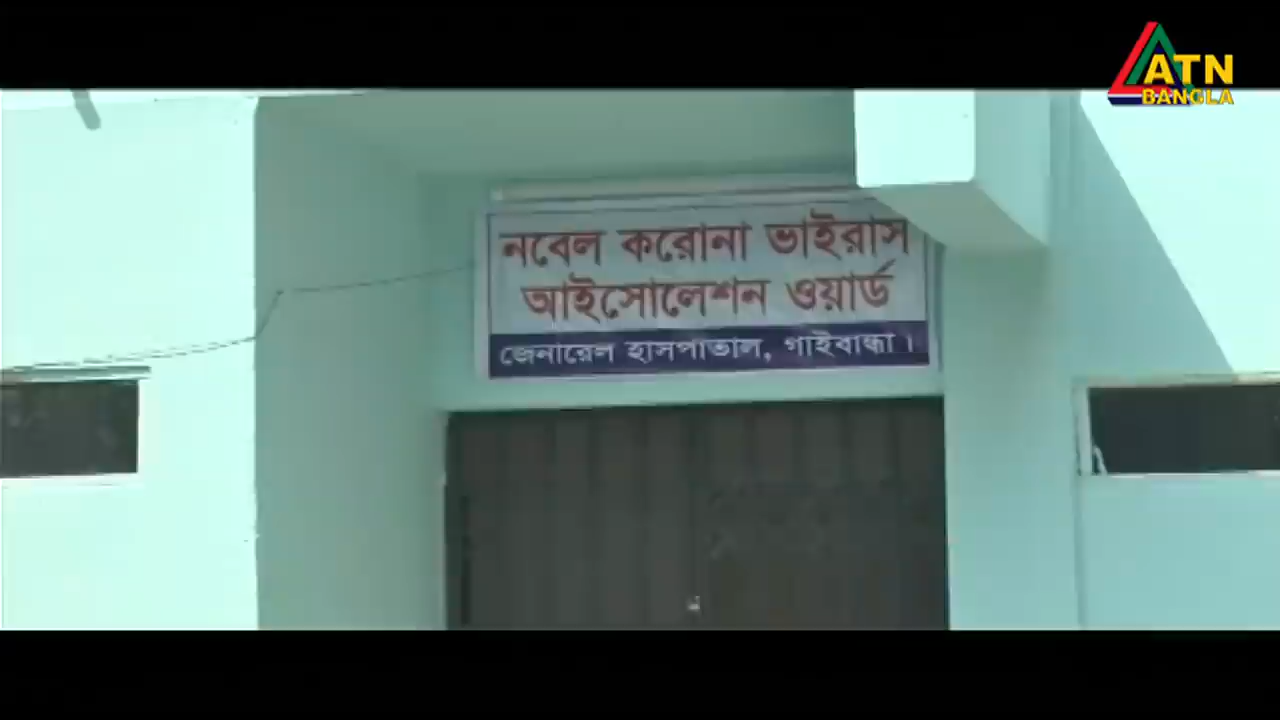 ATN
BANGLA
নবেল করোনা ভাইরাস
আইসোলেশন ওয়ার্ড
জেনারেল হাসপাতাল, গাইবান্ধা।